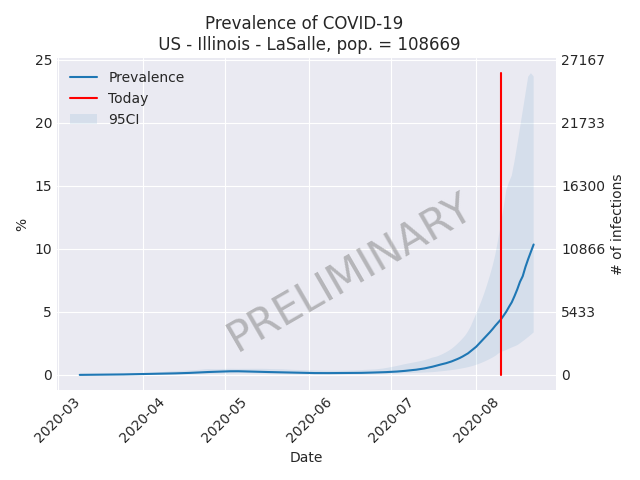 Prevalence of COVID-19
US - Illinois - LaSalle, pop. = 108669
25
20
15
10
5
0
%
27167
21733
16300
10866
5433
0
# of infections
Prevalence
Today
95CI
PRELIMINARY
2020-03
2020-04
2020-05
2020-06
2020-07
2020-08
Date